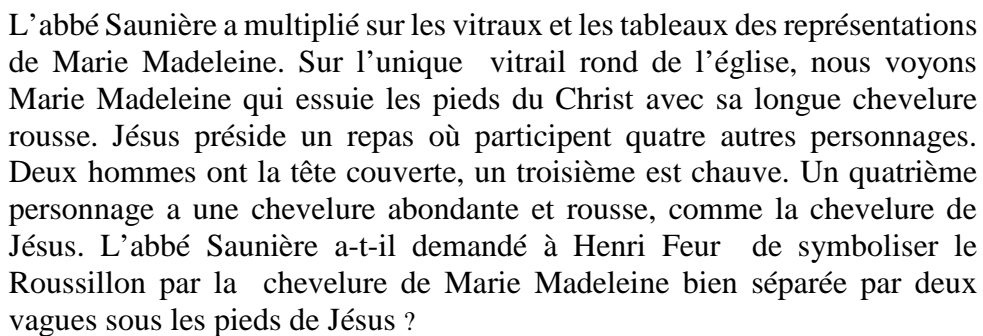 L’abbé Saunière a multiplié sur les vitraux et les tableaux des représentations
de Marie Madeleine. Sur l’unique vitrail rond de l’église, nous voyons
Marie Madeleine qui essuie les pieds du Christ avec sa longue chevelure
rousse. Jésus préside un repas où participent quatre autres personnages.
Deux hommes ont la tête couverte, un troisième est chauve. Un quatrième
personnage a une chevelure abondante et rousse, comme la chevelure de
Jésus. L’abbé Saunière a-t-il demandé à Henri Feur de symboliser le
Roussillon par la chevelure de Marie Madeleine bien séparée par deux
vagues sous les pieds de Jésus ?